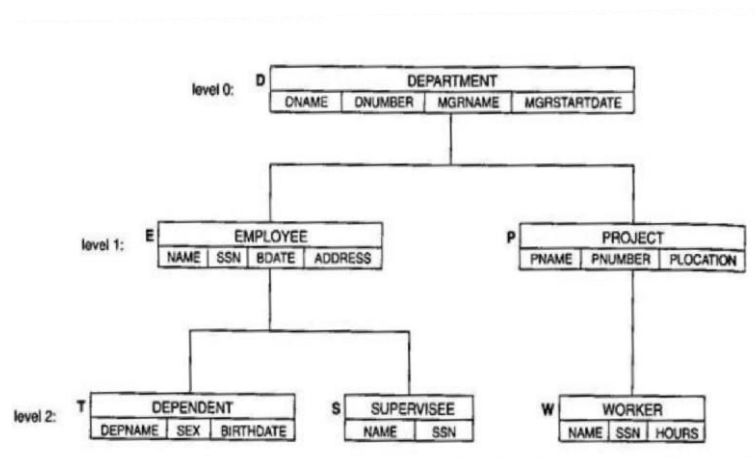 level 0: D DEPARTMENT
DNAME DNUMBER MGRNAME MGRSTARTDATE
level 1: E EMPLOYEE P PROJECT
NAME SSN BDATE ADDRESS PNAME PNUMBER PLOCATION
level 2: T DEPENDENT S SUPERVISEE W WORKER
DEPNAME SEX BIRTHDATE NAME SSN NAME SSN HOURS